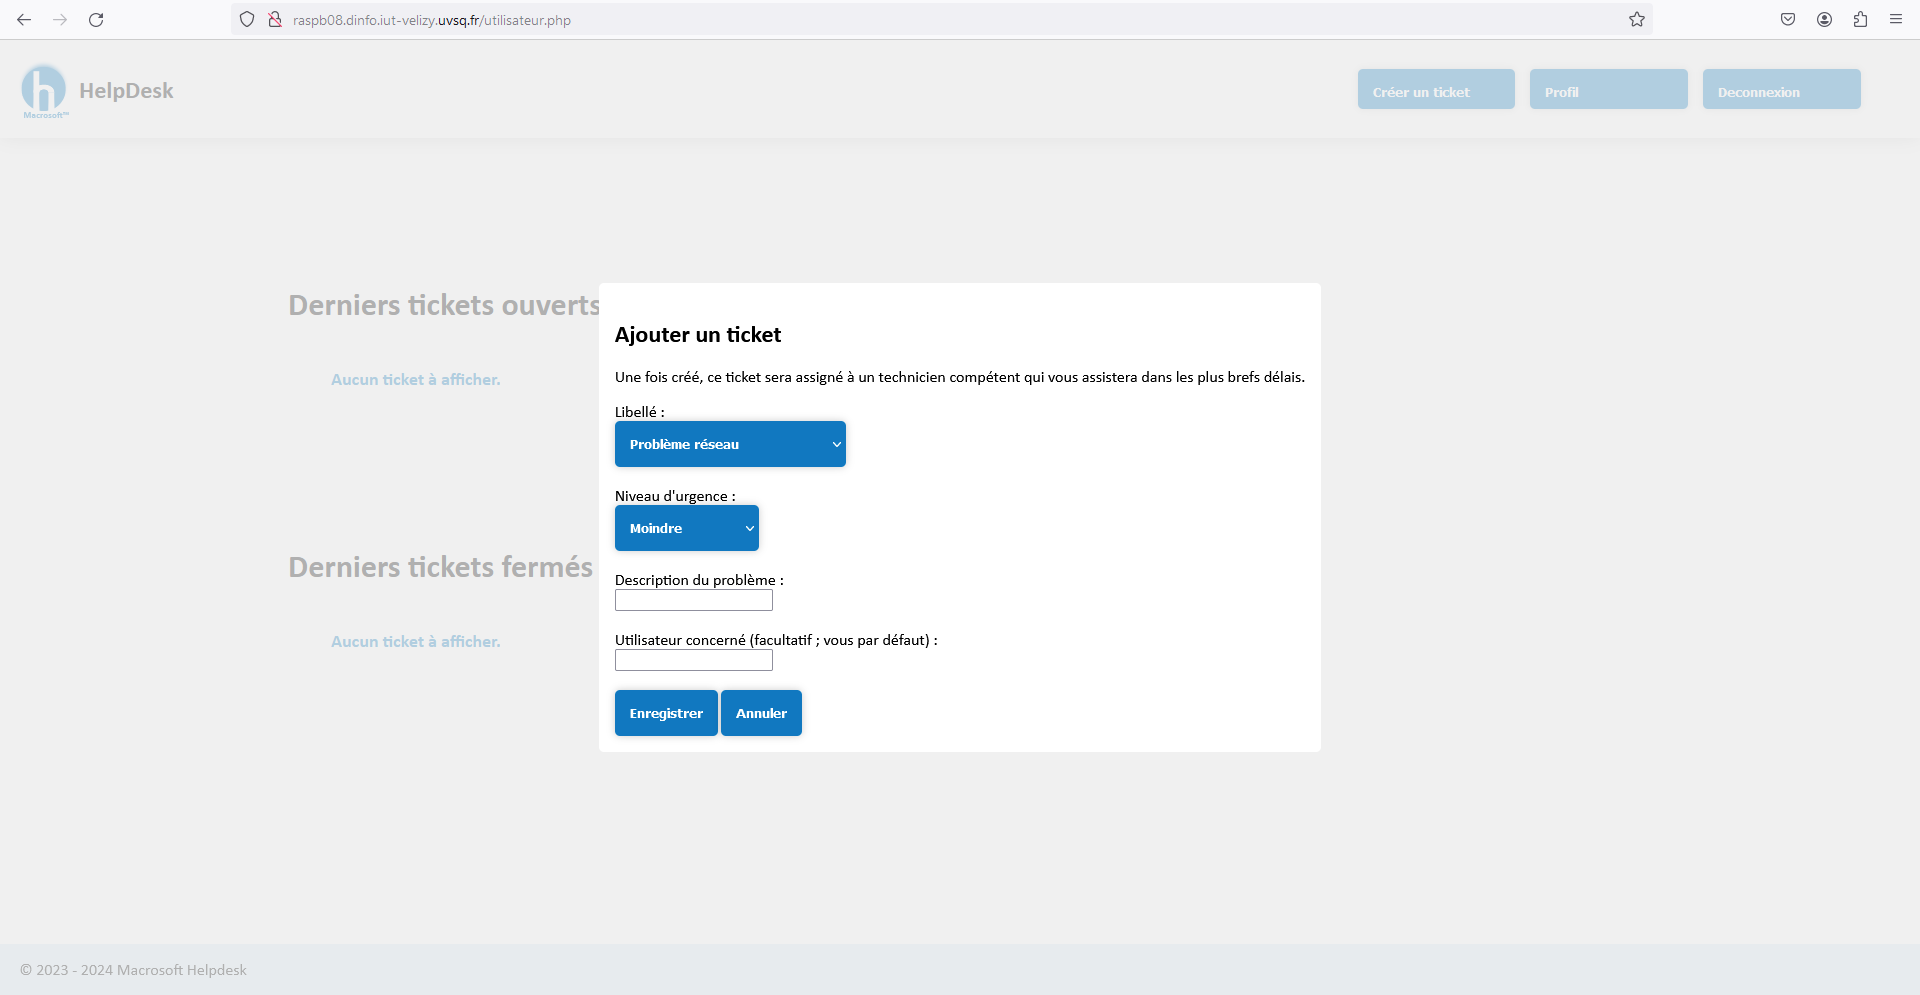 raspb08.dinfo.iut-velizy.uvsq.fr/utilisateur.php
h
Macrosoft™
HelpDesk
Créer un ticket
Profil
Deconnexion
Derniers tickets ouverts
Aucun ticket à afficher.
Derniers tickets fermés
Aucun ticket à afficher.
Ajouter un ticket
Une fois créé, ce ticket sera assigné à un technicien compétent qui vous assistera dans les plus brefs délais.
Libellé :
Problème réseau
Niveau d'urgence :
Moindre
Description du problème :
Utilisateur concerné (facultatif ; vous par défaut) :
Enregistrer
Annuler
© 2023 - 2024 Macrosoft Helpdesk